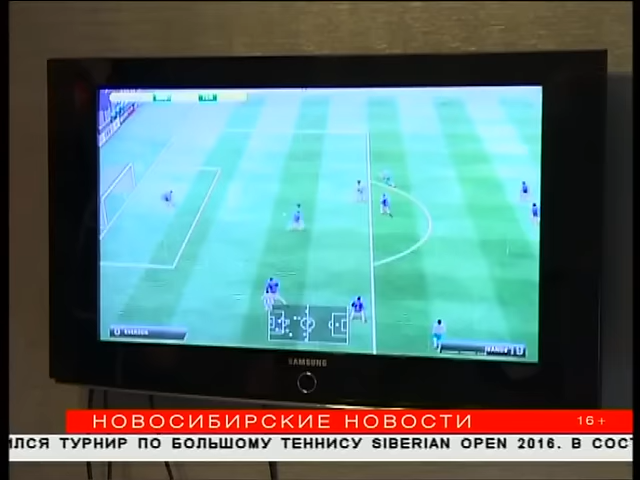 SAMSUNG
НОВОСИБИРСКИЕ НОВОСТИ
16+
ИЛСЯ ТУРНИР ПО БОЛЬШОМУ ТЕННИСУ SIBERIAN OPEN 2016. В СОСТ